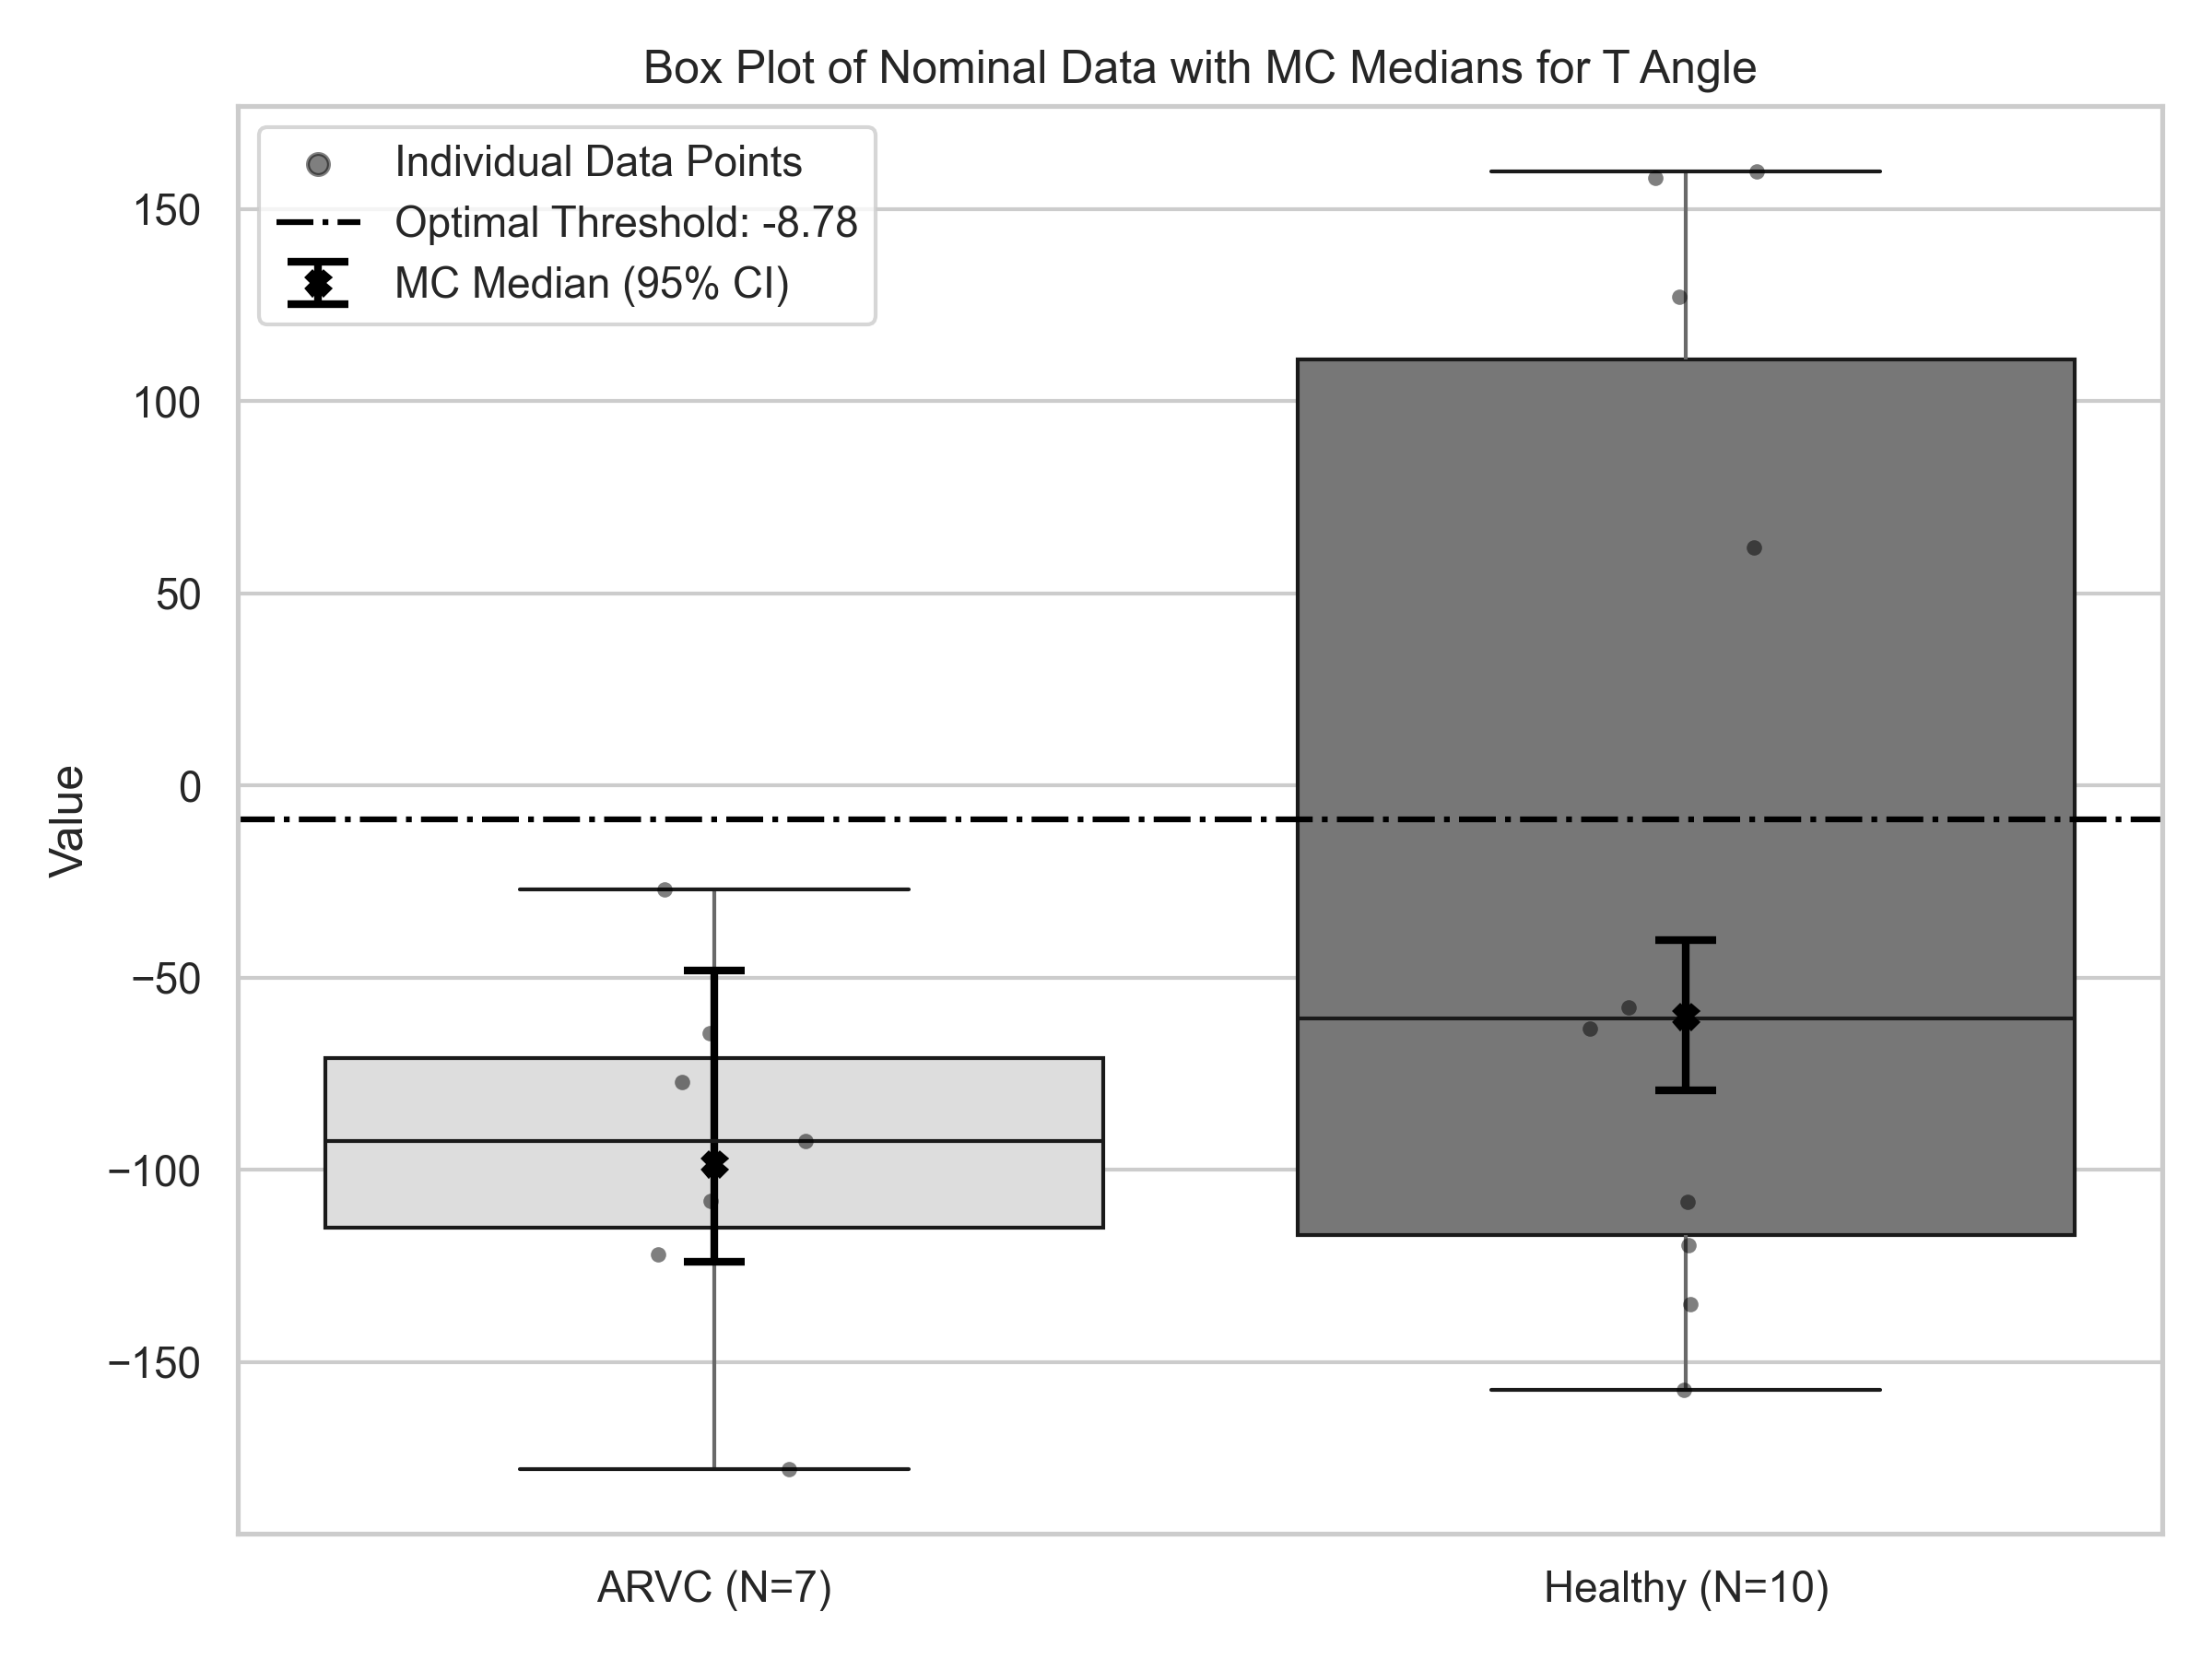 Box Plot of Nominal Data with MC Medians for T Angle
Individual Data Points
Optimal Threshold: -8.78
MC Median (95% CI)
150
100
50
0
−50
−100
−150
Value
ARVC (N=7)
Healthy (N=10)